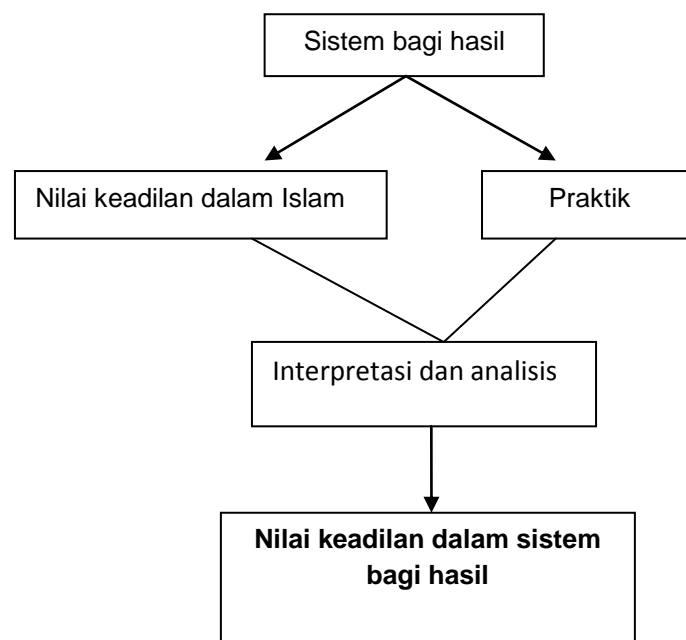 Sistem bagi hasil
Nilai keadilan dalam Islam
Praktik
Interpretasi dan analisis
Nilai keadilan dalam sistem
bagi hasil